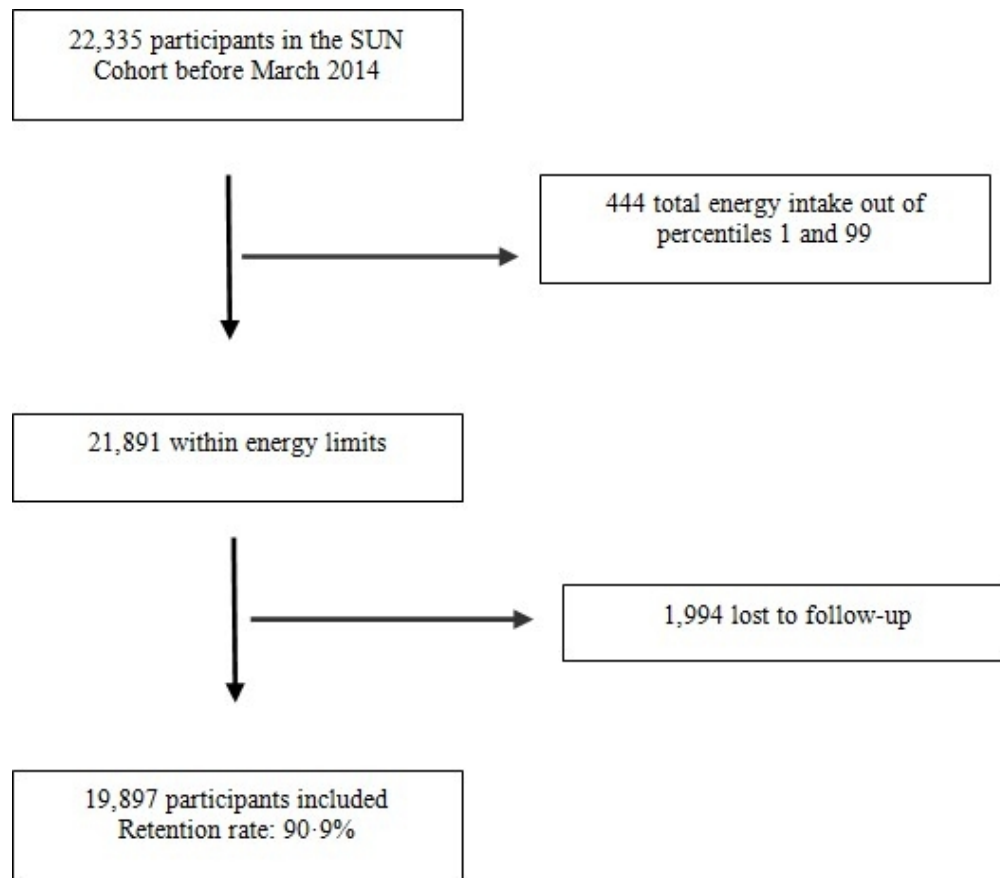 22,335 participants in the SUN
Cohort before March 2014
444 total energy intake out of
percentiles 1 and 99
21,891 within energy limits
1,994 lost to follow-up
19,897 participants included
Retention rate: 90·9%